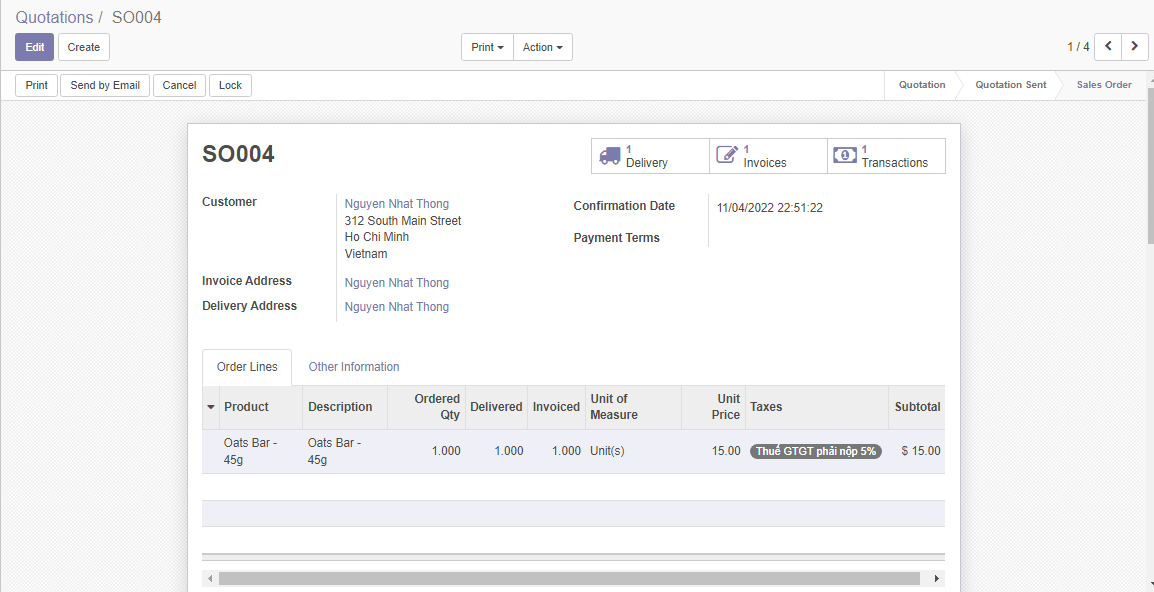 Quotations / SO004
Edit Create Print Action 1 / 4
Print Send by Email Cancel Lock Quotation Quotation Sent Sales Order
SO004
1 Delivery
1 Invoices
1 Transactions
Customer
Nguyen Nhat Thong
312 South Main Street
Ho Chi Minh
Vietnam
Confirmation Date 11/04/2022 22:51:22
Payment Terms
Invoice Address Nguyen Nhat Thong
Delivery Address Nguyen Nhat Thong
Order Lines Other Information
Product Description Ordered Qty Delivered Invoiced Unit of Measure Unit Price Taxes Subtotal
Oats Bar - 45g Oats Bar - 45g 1.000 1.000 1.000 Unit(s) 15.00 Thuế GTGT phải nộp 5% $ 15.00